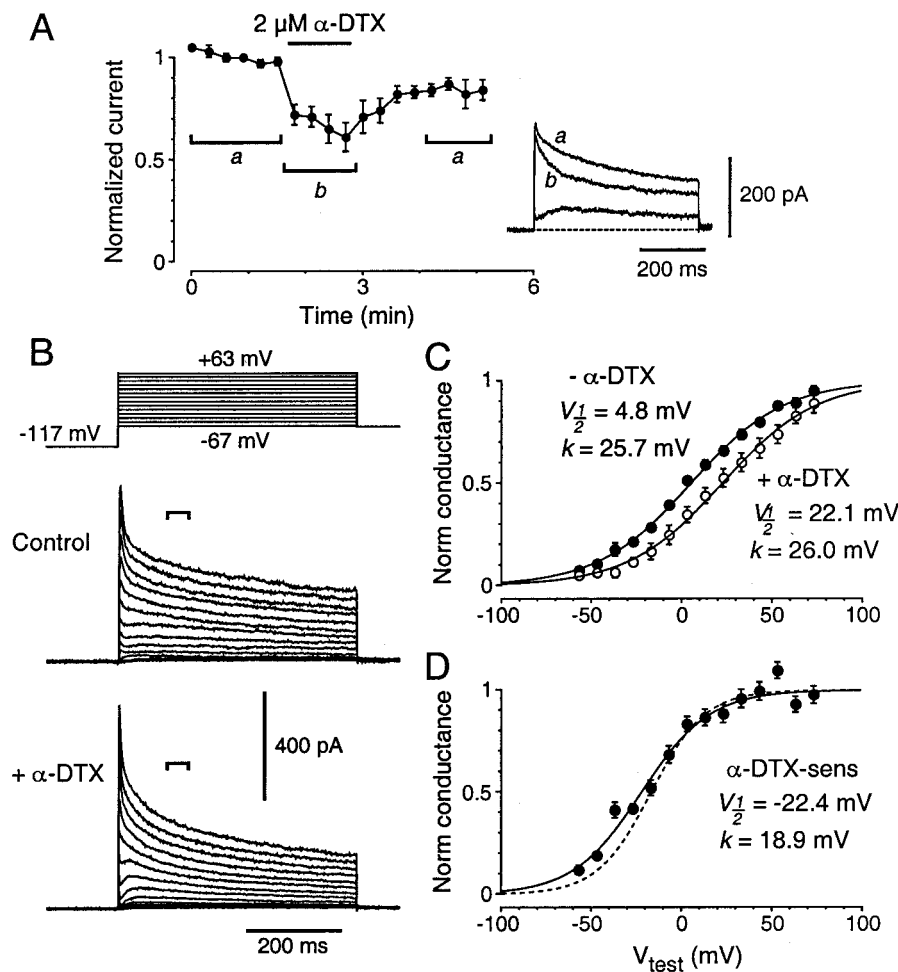 A
2 µM α-DTX
Normalized current
1
0.5
0
a
b
a
0
3
6
Time (min)
a
b
200 pA
200 ms
B
+63 mV
-117 mV
-67 mV
Control
+ α-DTX
400 pA
200 ms
C
Norm conductance
1
0.5
0
- α-DTX
V½ = 4.8 mV
k = 25.7 mV
+ α-DTX
V½ = 22.1 mV
k = 26.0 mV
-100
-50
0
50
100
D
Norm conductance
1
0.5
0
α-DTX-sens
V½ = -22.4 mV
k = 18.9 mV
-100
-50
0
50
100
Vtest (mV)